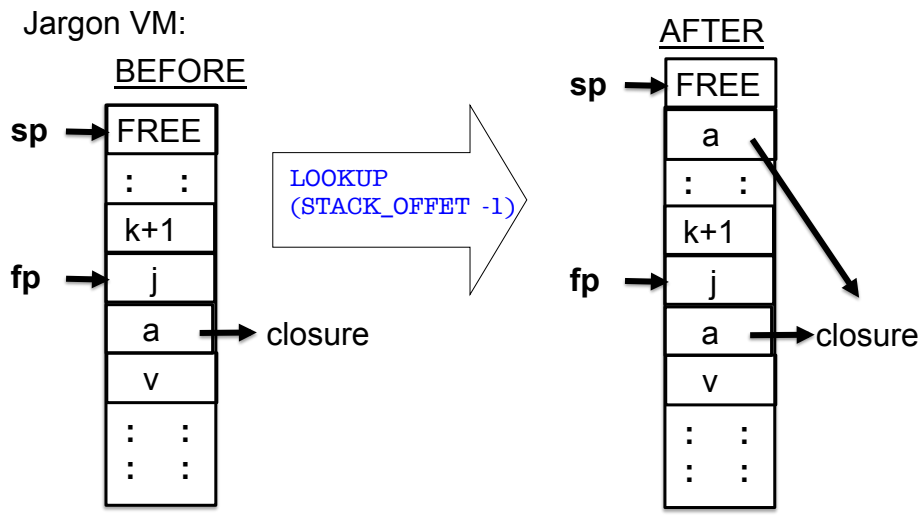 Jargon VM:
BEFORE
sp FREE
: :
k+1
fp j
a closure
v
: :
: :
LOOKUP
(STACK_OFFET -1)
AFTER
sp FREE
a
: :
k+1
fp j
a closure
v
: :
: :